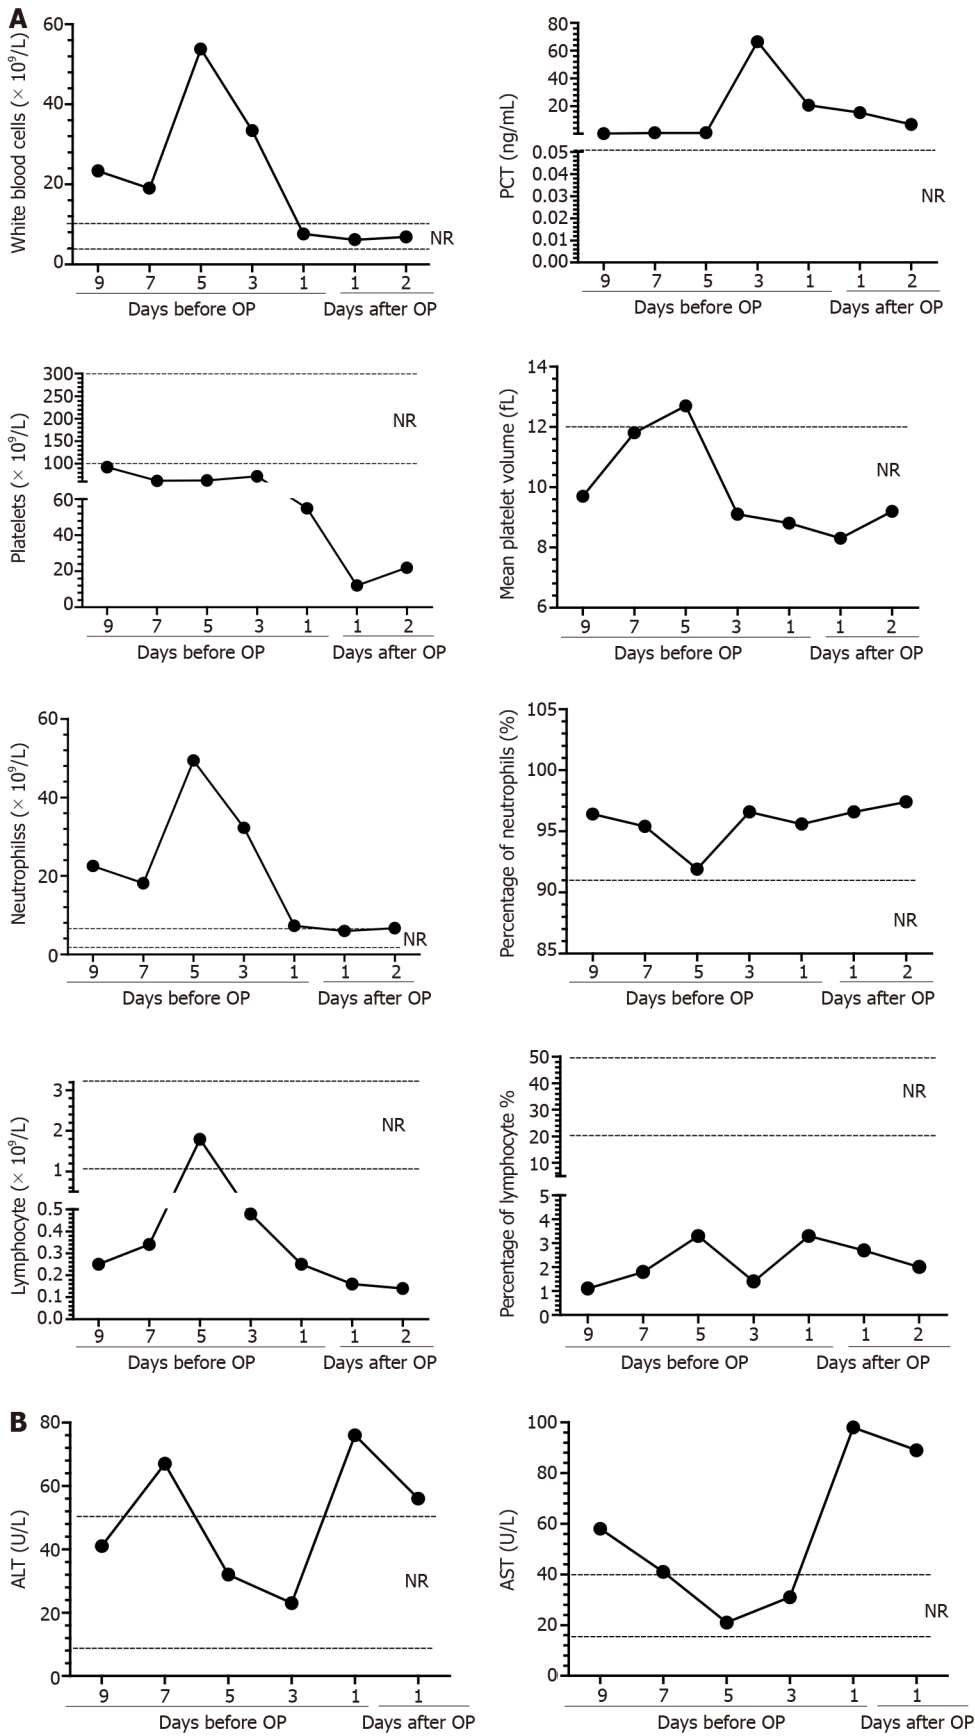 A
White blood cells (× 10⁹/L)
60
40
20
0
NR
9 7 5 3 1 1 2
Days before OP Days after OP
PCT (ng/mL)
80
60
40
20
0.05
0.04
0.03
0.02
0.01
0.00
NR
9 7 5 3 1 1 2
Days before OP Days after OP
Platelets (× 10⁹/L)
300
250
200
150
100
60
40
20
0
NR
9 7 5 3 1 1 2
Days before OP Days after OP
Mean platelet volume (fL)
14
12
10
8
6
NR
9 7 5 3 1 1 2
Days before OP Days after OP
Neutrophilss (× 10⁹/L)
60
40
20
0
NR
9 7 5 3 1 1 2
Days before OP Days after OP
Percentage of neutrophils (%)
105
100
95
90
85
NR
9 7 5 3 1 1 2
Days before OP Days after OP
Lymphocyte (× 10⁹/L)
3
2
1
0.5
0.4
0.3
0.2
0.1
0.0
NR
9 7 5 3 1 1 2
Days before OP Days after OP
Percentage of lymphocyte %
50
40
30
20
10
5
4
3
2
1
0
NR
9 7 5 3 1 1 2
Days before OP Days after OP
B
ALT (U/L)
80
60
40
20
0
NR
9 7 5 3 1 1
Days before OP Days after OP
AST (U/L)
100
80
60
40
20
0
NR
9 7 5 3 1 1
Days before OP Days after OP